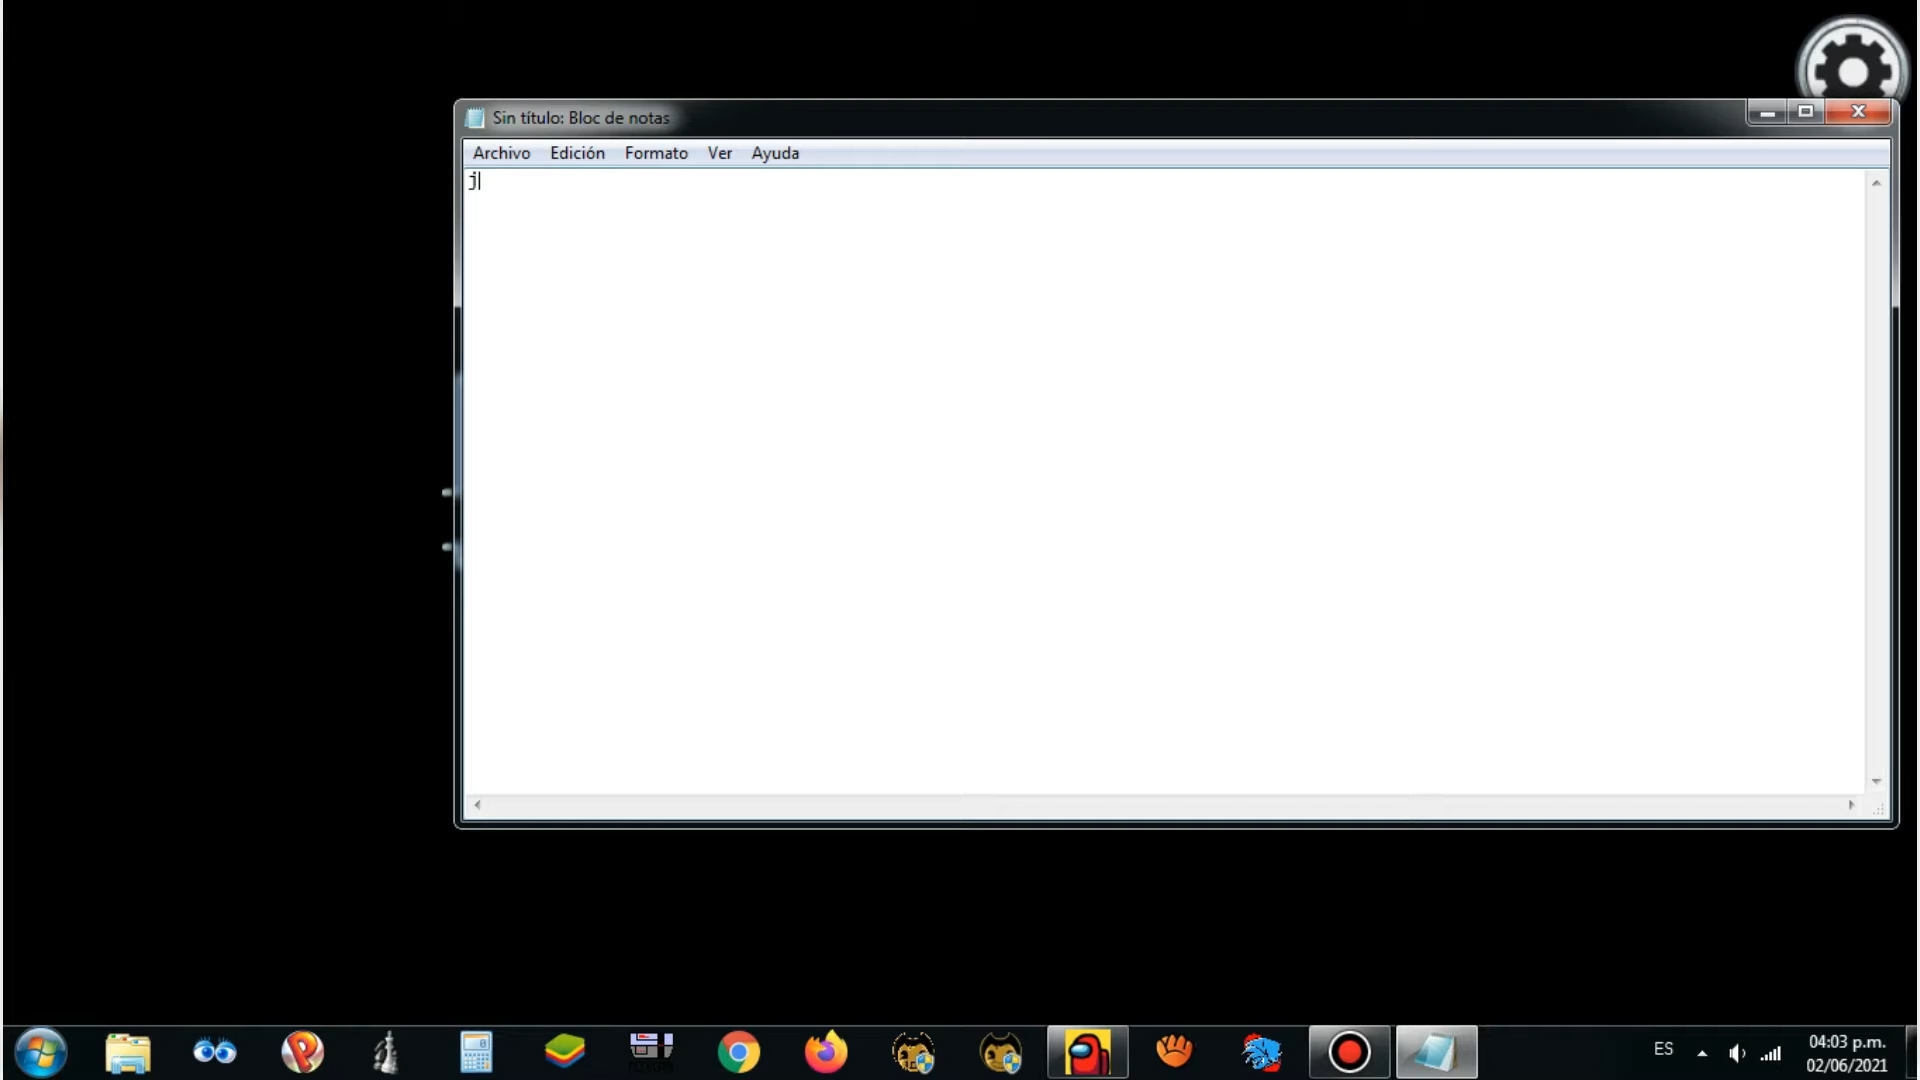 Sin título: Bloc de notas
Archivo Edición Formato Ver Ayuda
j
ES
04:03 p.m.
02/06/2021